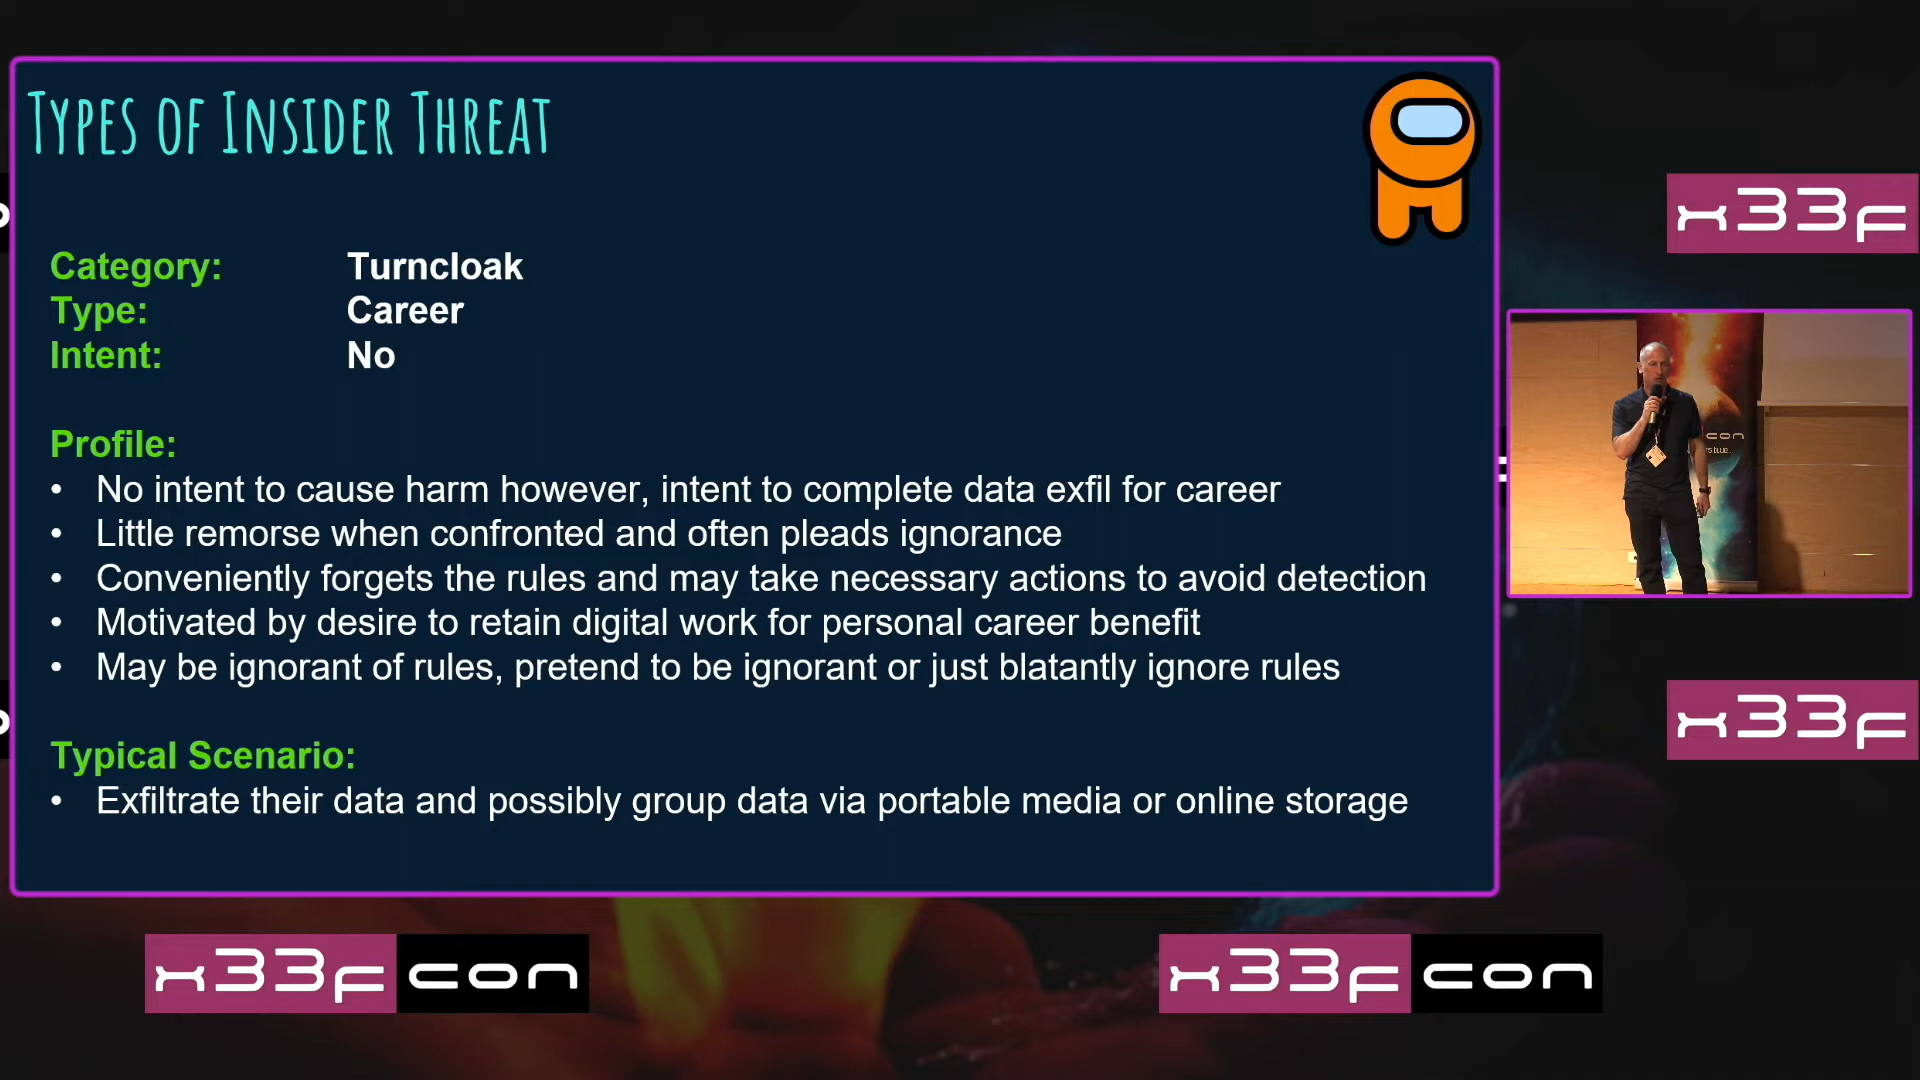 Types of Insider Threat
Category: Turncloak
Type: Career
Intent: No
Profile:
• No intent to cause harm however, intent to complete data exfil for career
• Little remorse when confronted and often pleads ignorance
• Conveniently forgets the rules and may take necessary actions to avoid detection
• Motivated by desire to retain digital work for personal career benefit
• May be ignorant of rules, pretend to be ignorant or just blatantly ignore rules
Typical Scenario:
• Exfiltrate their data and possibly group data via portable media or online storage
x33f
con
x33f
x33fcon
x33fcon